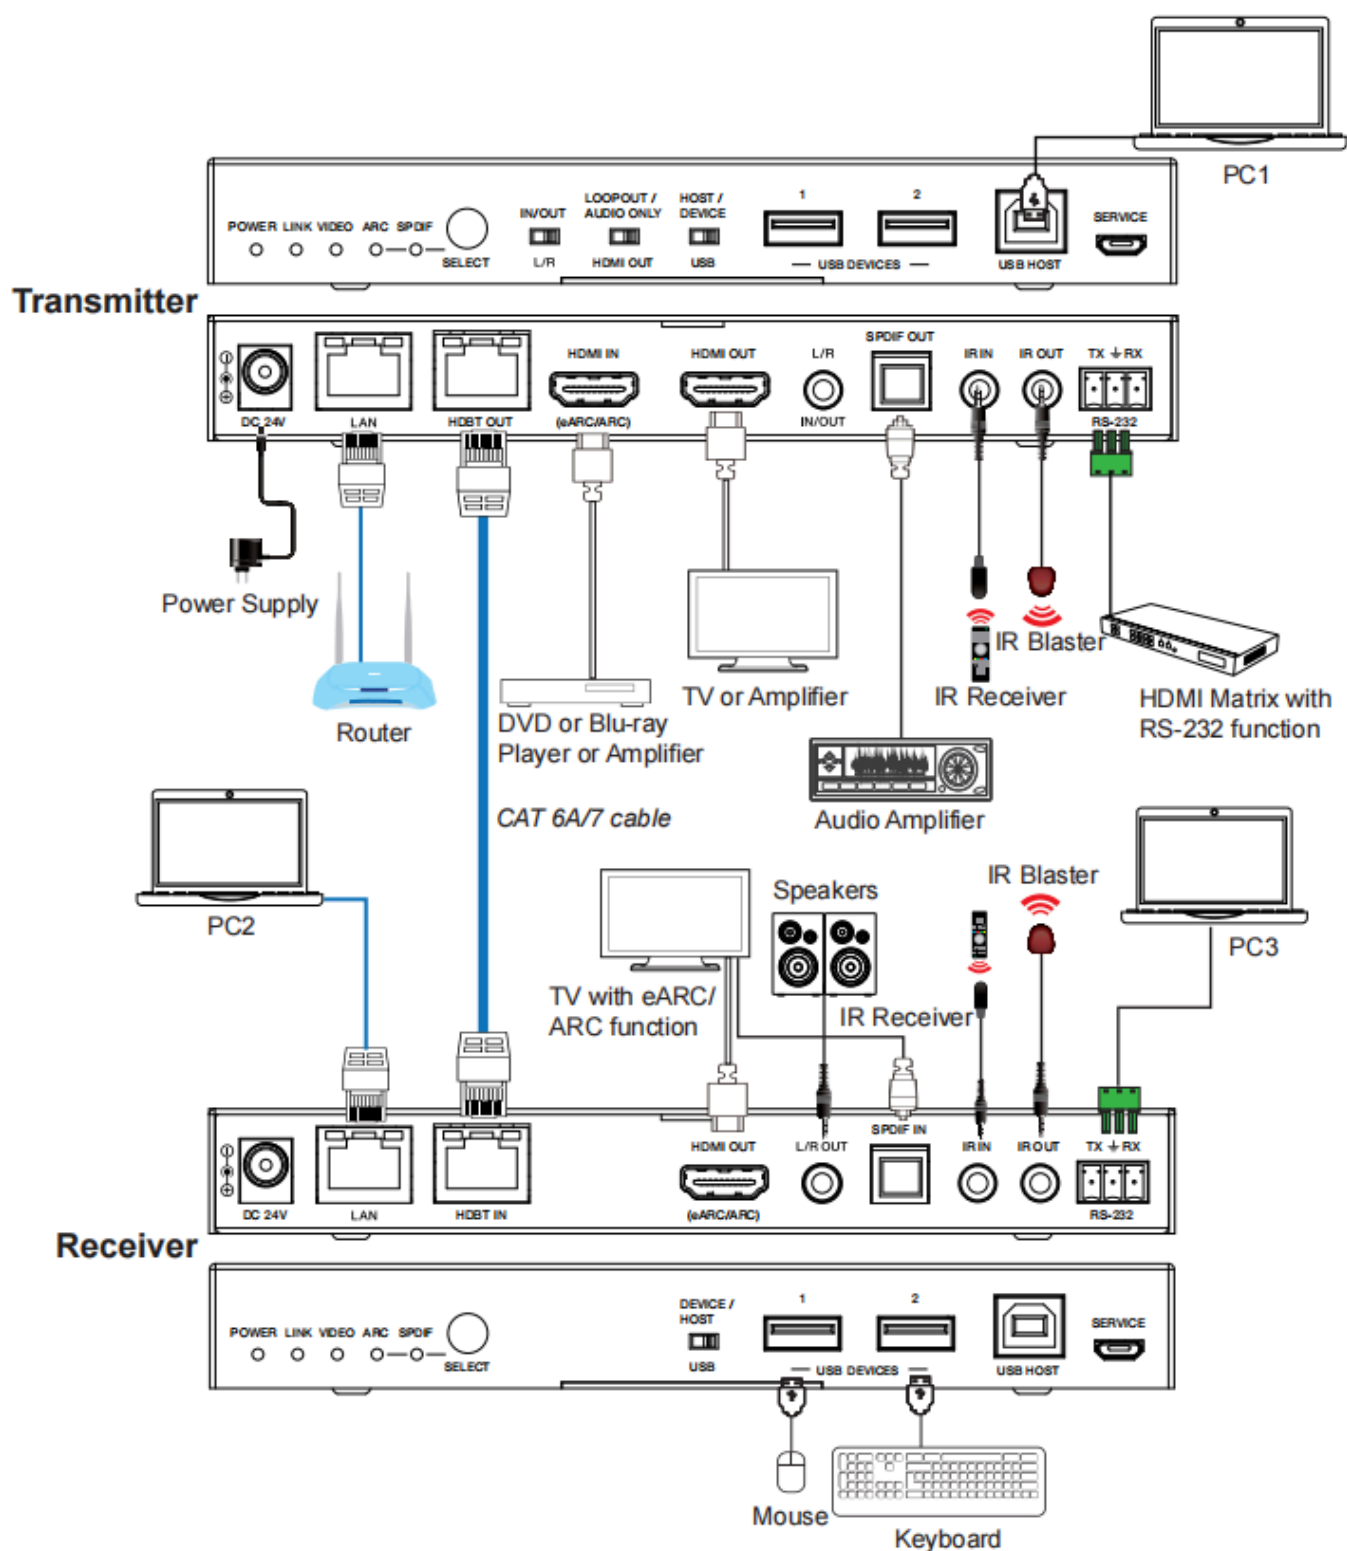 PC1
POWER LINK VIDEO ARC SPDIF
SELECT
IN/OUT
L/R
LOOPOUT /
AUDIO ONLY
HDMI OUT
HOST /
DEVICE
USB
1
2
USB DEVICES
USB HOST
SERVICE
Transmitter
DC 24V
LAN
HDBT OUT
HDMI IN
(eARC/ARC)
HDMI OUT
L/R
IN/OUT
SPDIF OUT
IR IN
IR OUT
TX RX
RS-232
Power Supply
Router
DVD or Blu-ray
Player or Amplifier
TV or Amplifier
IR Blaster
IR Receiver
HDMI Matrix with
RS-232 function
Audio Amplifier
CAT 6A/7 cable
PC2
TV with eARC/
ARC function
Speakers
IR Receiver
IR Blaster
PC3
DC 24V
LAN
HDBT IN
HDMI OUT
(eARC/ARC)
L/R OUT
SPDIF IN
IR IN
IR OUT
TX RX
RS-232
Receiver
POWER LINK VIDEO ARC SPDIF
SELECT
DEVICE /
HOST
USB
1
2
USB DEVICES
USB HOST
SERVICE
Mouse
Keyboard